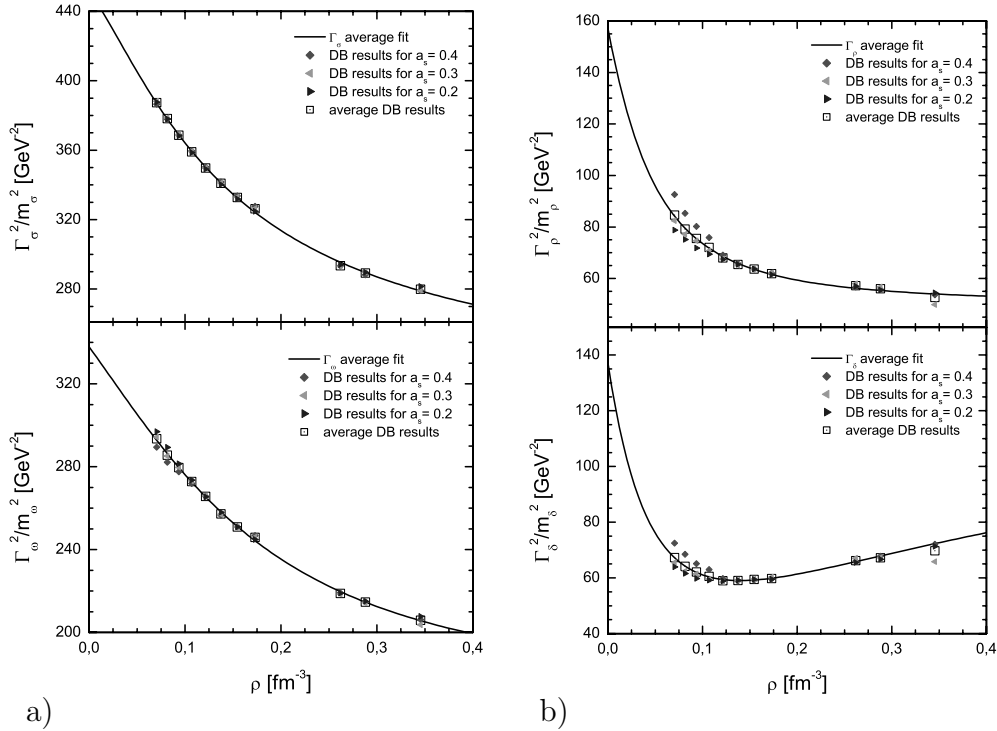 440
400
360
320
280
Γσ²/mσ² [GeV⁻²]
Γσ average fit
DB results for aₛ= 0.4
DB results for aₛ= 0.3
DB results for aₛ= 0.2
average DB results
320
280
240
200
Γω²/mω² [GeV⁻²]
Γω average fit
DB results for aₛ= 0.4
DB results for aₛ= 0.3
DB results for aₛ= 0.2
average DB results
0,0 0,1 0,2 0,3 0,4
ρ [fm⁻³]
a)
160
140
120
100
80
60
Γρ²/mρ² [GeV⁻²]
Γρ average fit
DB results for aₛ= 0.4
DB results for aₛ= 0.3
DB results for aₛ= 0.2
average DB results
140
120
100
80
60
40
Γδ²/mδ² [GeV⁻²]
Γδ average fit
DB results for aₛ= 0.4
DB results for aₛ= 0.3
DB results for aₛ= 0.2
average DB results
0,0 0,1 0,2 0,3 0,4
ρ [fm⁻³]
b)